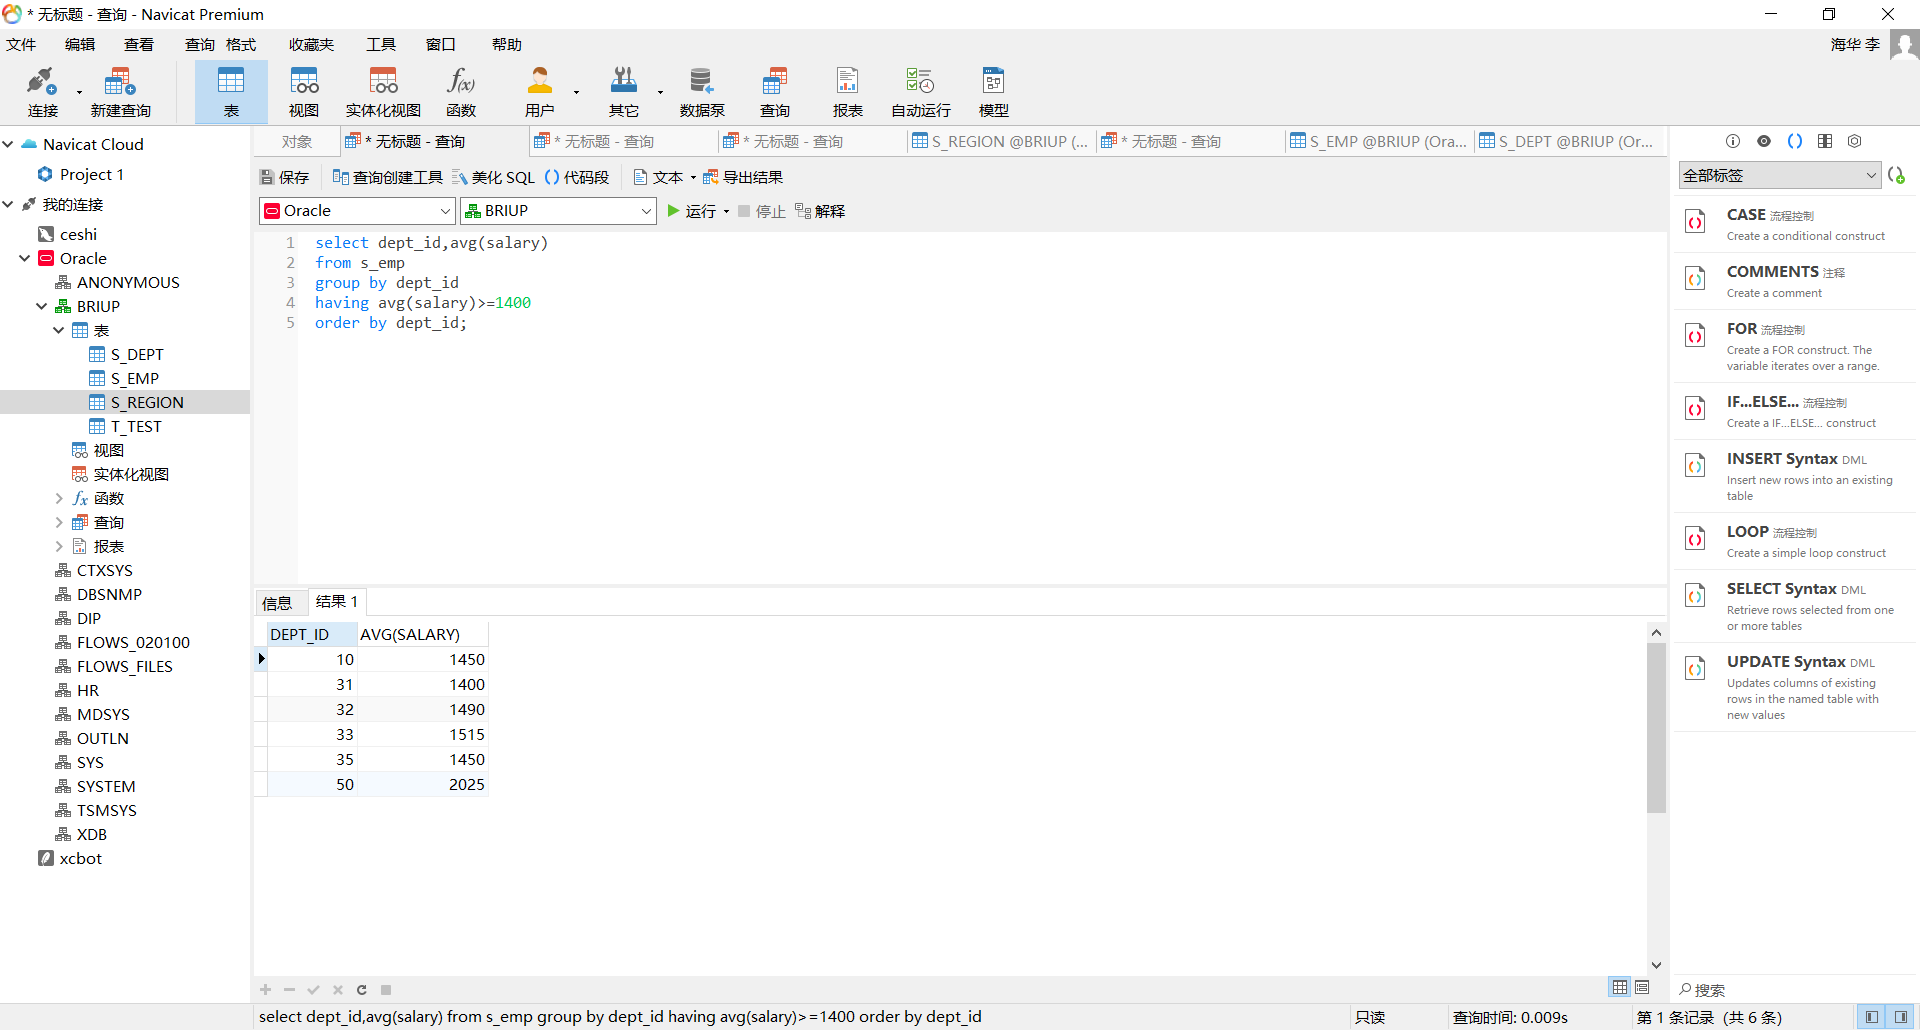 * 无标题 - 查询 - Navicat Premium
文件 编辑 查看 查询 格式 收藏夹 工具 窗口 帮助 海华 李
连接 新建查询 表 视图 实体化视图 f(x) 函数 用户 其它 数据泵 查询 报表 自动运行 模型
对象 * 无标题 - 查询 * 无标题 - 查询 * 无标题 - 查询 S_REGION @BRIUP (... * 无标题 - 查询 S_EMP @BRIUP (Ora... S_DEPT @BRIUP (Or...
保存 查询创建工具 美化 SQL () 代码段 文本 导出结果
Oracle BRIUP 运行 停止 解释
Navicat Cloud
Project 1
我的连接
ceshi
Oracle
ANONYMOUS
BRIUP
表
S_DEPT
S_EMP
S_REGION
T_TEST
视图
实体化视图
fx 函数
查询
报表
CTXSYS
DBSNMP
DIP
FLOWS_020100
FLOWS_FILES
HR
MDSYS
OUTLN
SYS
SYSTEM
TSMSYS
XDB
xcbot
1 select dept_id,avg(salary)
2 from s_emp
3 group by dept_id
4 having avg(salary)>=1400
5 order by dept_id;
信息 结果 1
DEPT_ID AVG(SALARY)
10 1450
31 1400
32 1490
33 1515
35 1450
50 2025
全部标签
CASE 流程控制
Create a conditional construct
COMMENTS 注释
Create a comment
FOR 流程控制
Create a FOR construct. The
variable iterates over a range.
IF...ELSE... 流程控制
Create a IF...ELSE... construct
INSERT Syntax DML
Insert new rows into an existing
table
LOOP 流程控制
Create a simple loop construct
SELECT Syntax DML
Retrieve rows selected from one
or more tables
UPDATE Syntax DML
Updates columns of existing
rows in the named table with
new values
搜索
select dept_id,avg(salary) from s_emp group by dept_id having avg(salary)>=1400 order by dept_id 只读 查询时间: 0.009s 第 1 条记录 (共 6 条)